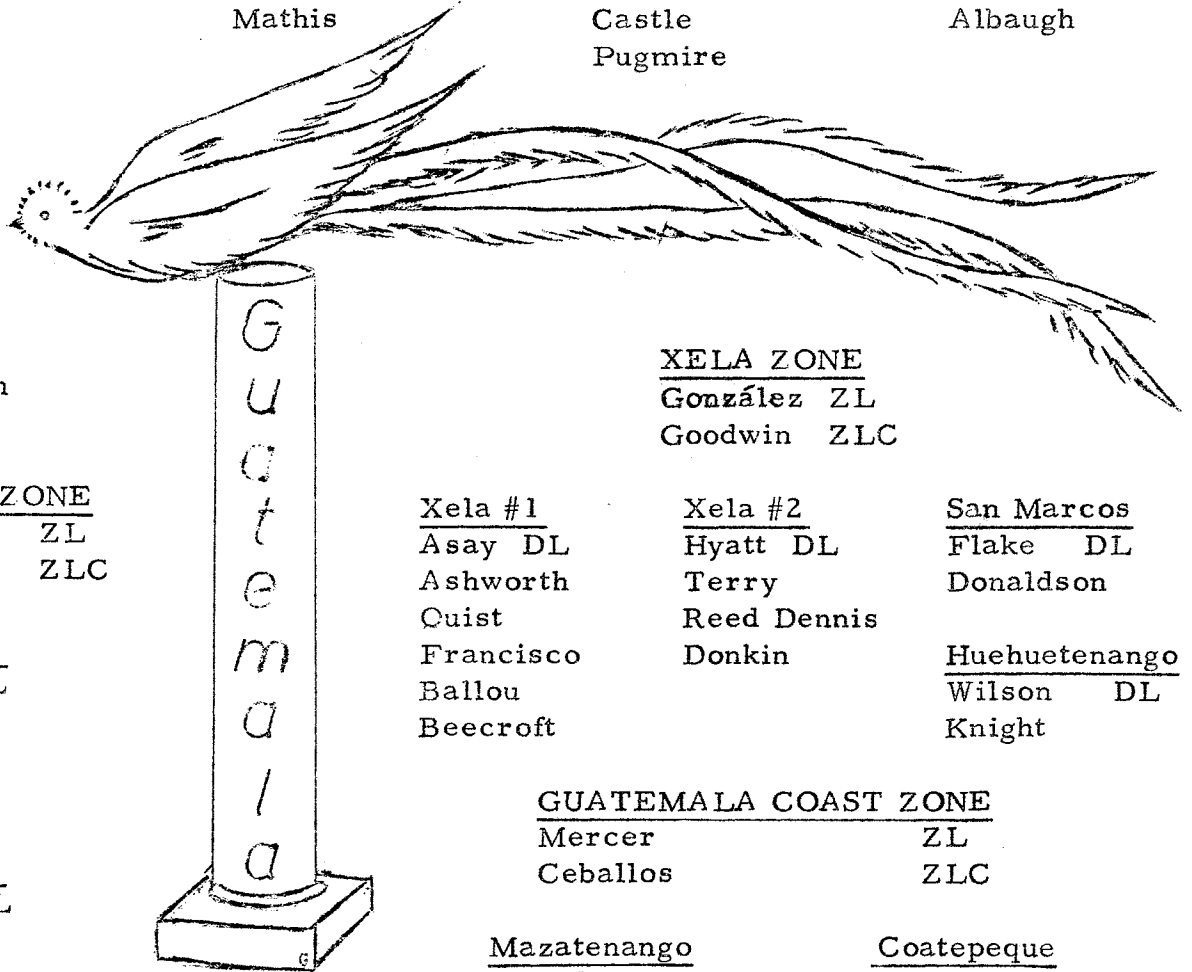 Mathis Castle Albaugh
Pugmire
Guatemala
XELA ZONE
González ZL
Goodwin ZLC
ZONE
ZL
ZLC
Xela #1 Xela #2 San Marcos
Asay DL Hyatt DL Flake DL
Ashworth Terry Donaldson
Ouist Reed Dennis
Francisco Donkin Huehuetenango
Ballou Wilson DL
Beecroft Knight
GUATEMALA COAST ZONE
Mercer ZL
Ceballos ZLC
Mazatenango Coatepeque
G